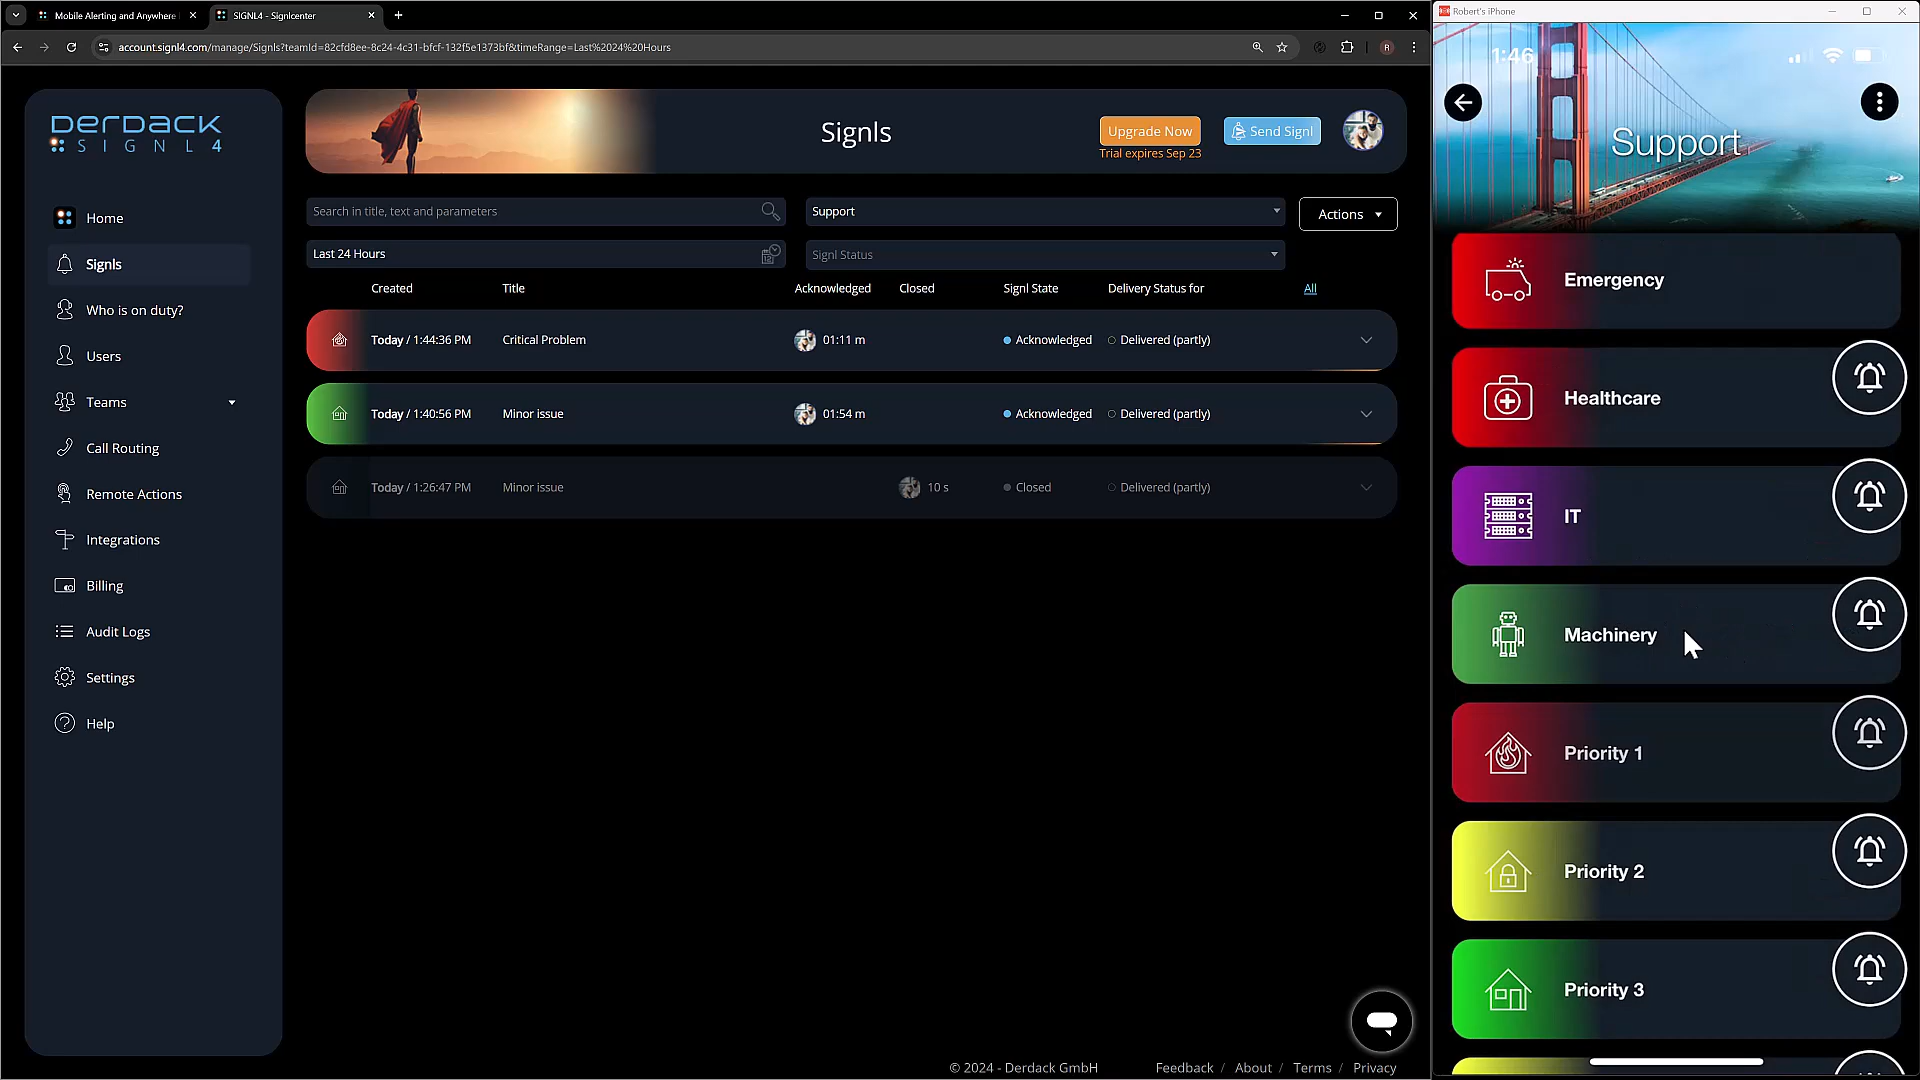 Mobile Alerting and Anywhere
SIGNL4 - Signlcenter
account.signl4.com/manage/Signls?teamId=82cfd8ee-8c24-4c31-bfcf-132f5e1373bf&timeRange=Last%2024%20Hours
R
DERDACK
SIGNL4
Home
Signls
Who is on duty?
Users
Teams
Call Routing
Remote Actions
Integrations
Billing
Audit Logs
Settings
Help
Signls
Upgrade Now
Trial expires Sep 23
Send Signl
Search in title, text and parameters
Support
Actions
Last 24 Hours
Signl Status
Created Title Acknowledged Closed Signl State Delivery Status for All
Today / 1:44:36 PM Critical Problem 01:11 m Acknowledged Delivered (partly)
Today / 1:40:56 PM Minor issue 01:54 m Acknowledged Delivered (partly)
Today / 1:26:47 PM Minor issue 10 s Closed Delivered (partly)
© 2024 - Derdack GmbH Feedback / About / Terms / Privacy
Robert's iPhone
1:46
Support
Emergency
Healthcare
IT
Machinery
Priority 1
Priority 2
Priority 3